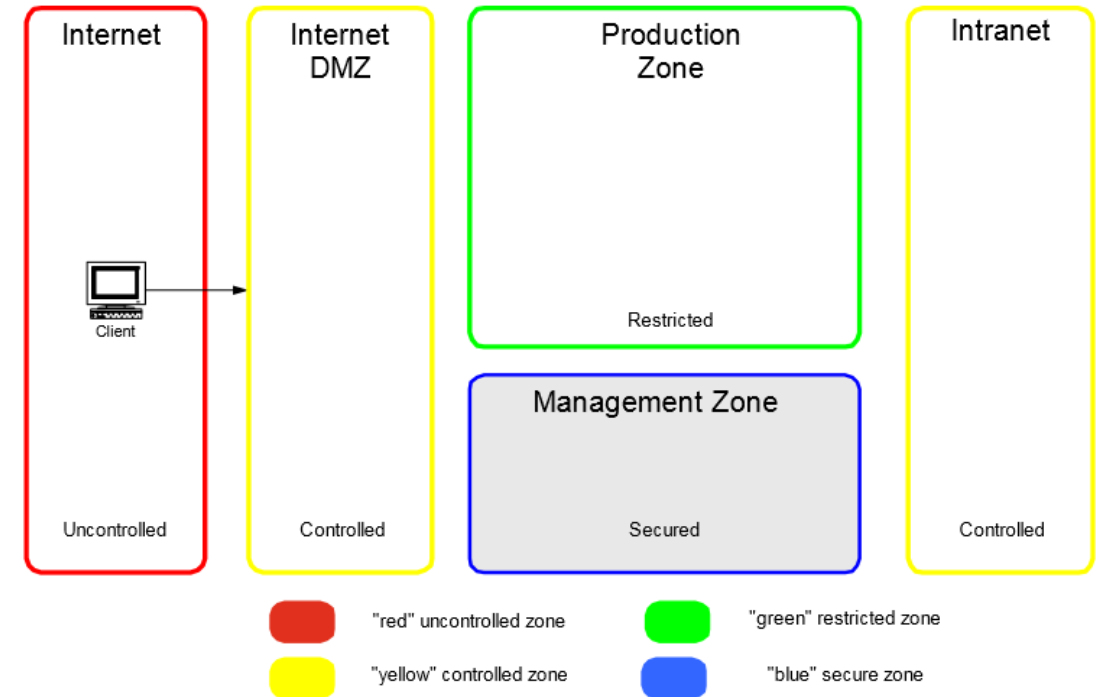 Internet
Uncontrolled
Client
Internet
DMZ
Controlled
Production
Zone
Restricted
Management Zone
Secured
Intranet
Controlled
"red" uncontrolled zone
"green" restricted zone
"yellow" controlled zone
"blue" secure zone